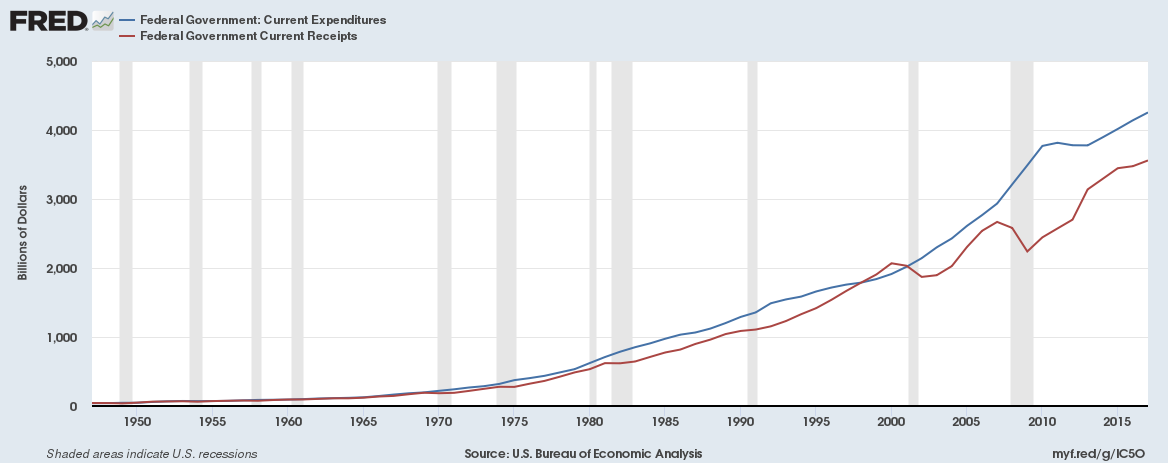 FRED
Federal Government: Current Expenditures
Federal Government Current Receipts
Billions of Dollars
5,000
4,000
3,000
2,000
1,000
0
1950 1955 1960 1965 1970 1975 1980 1985 1990 1995 2000 2005 2010 2015
Shaded areas indicate U.S. recessions Source: U.S. Bureau of Economic Analysis myf.red/g/IC5O